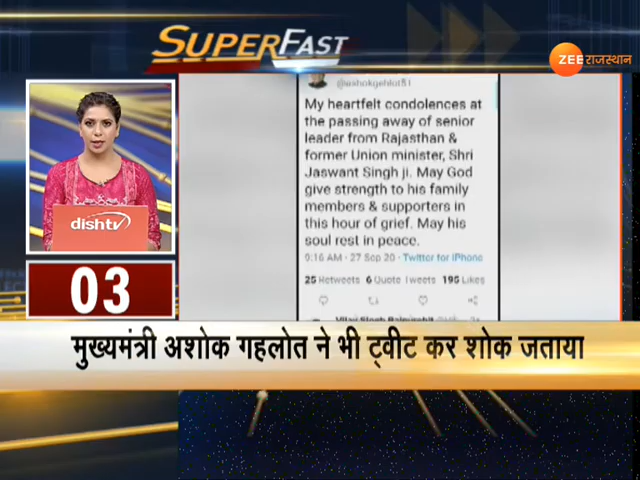 SUPERFAST
ZEE राजस्थान
@ashokgehlot51
My heartfelt condolences at
the passing away of senior
leader from Rajasthan &
former Union minister, Shri
Jaswant Singh ji. May God
give strength to his family
members & supporters in
this hour of grief. May his
soul rest in peace.
9:16 AM · 27 Sep 20 · Twitter for iPhone
25 Retweets 6 Quote Tweets 195 Likes
dishtv
03
मुख्यमंत्री अशोक गहलोत ने भी ट्वीट कर शोक जताया